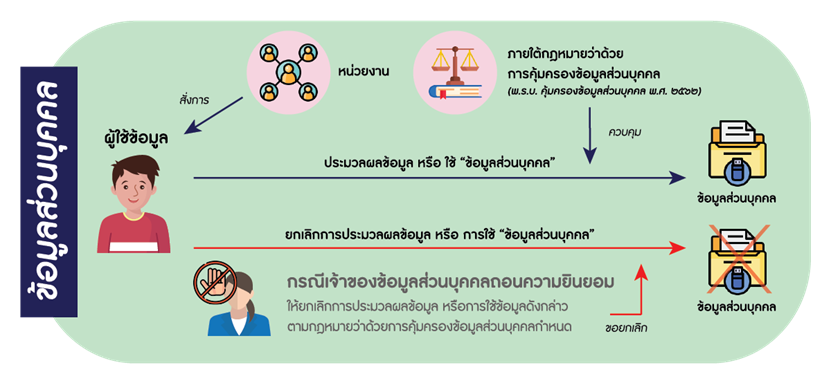 ข้อมูลส่วนบุคคล
หน่วยงาน
ภายใต้กฎหมายว่าด้วย
การคุ้มครองข้อมูลส่วนบุคคล
(พ.ร.บ. คุ้มครองข้อมูลส่วนบุคคล พ.ศ. ๒๕๖๒)
สั่งการ
ผู้ใช้ข้อมูล
ควบคุม
ประมวลผลข้อมูล หรือ ใช้ “ข้อมูลส่วนบุคคล”
ข้อมูลส่วนบุคคล
ยกเลิกการประมวลผลข้อมูล หรือ การใช้ “ข้อมูลส่วนบุคคล”
กรณีเจ้าของข้อมูลส่วนบุคคลถอนความยินยอม
ให้ยกเลิกการประมวลผลข้อมูล หรือการใช้ข้อมูลดังกล่าว
ตามกฎหมายว่าด้วยการคุ้มครองข้อมูลส่วนบุคคลกำหนด
ขอยกเลิก
ข้อมูลส่วนบุคคล